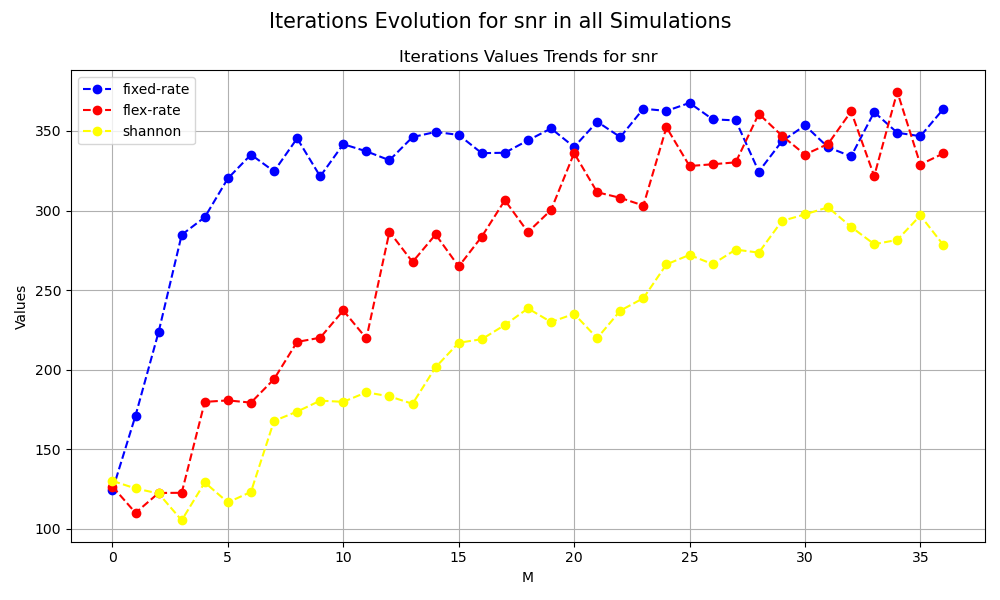 Iterations Evolution for snr in all Simulations
Iterations Values Trends for snr
fixed-rate
flex-rate
shannon
Values
350
300
250
200
150
100
0 5 10 15 20 25 30 35
M